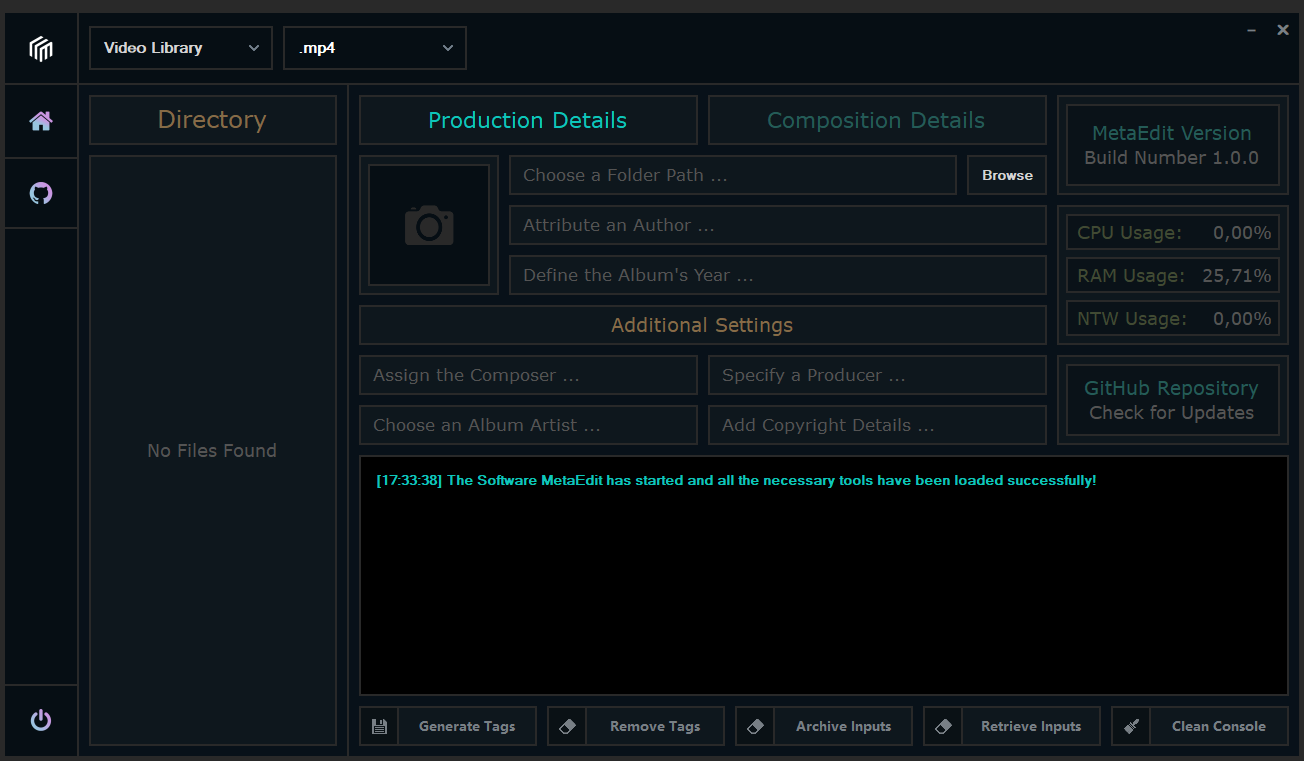 Video Library
.mp4
Directory
No Files Found
Production Details
Composition Details
Choose a Folder Path ...
Browse
Attribute an Author ...
Define the Album's Year ...
Additional Settings
Assign the Composer ...
Specify a Producer ...
Choose an Album Artist ...
Add Copyright Details ...
MetaEdit Version
Build Number 1.0.0
CPU Usage: 0,00%
RAM Usage: 25,71%
NTW Usage: 0,00%
GitHub Repository
Check for Updates
[17:33:38] The Software MetaEdit has started and all the necessary tools have been loaded successfully!
Generate Tags
Remove Tags
Archive Inputs
Retrieve Inputs
Clean Console